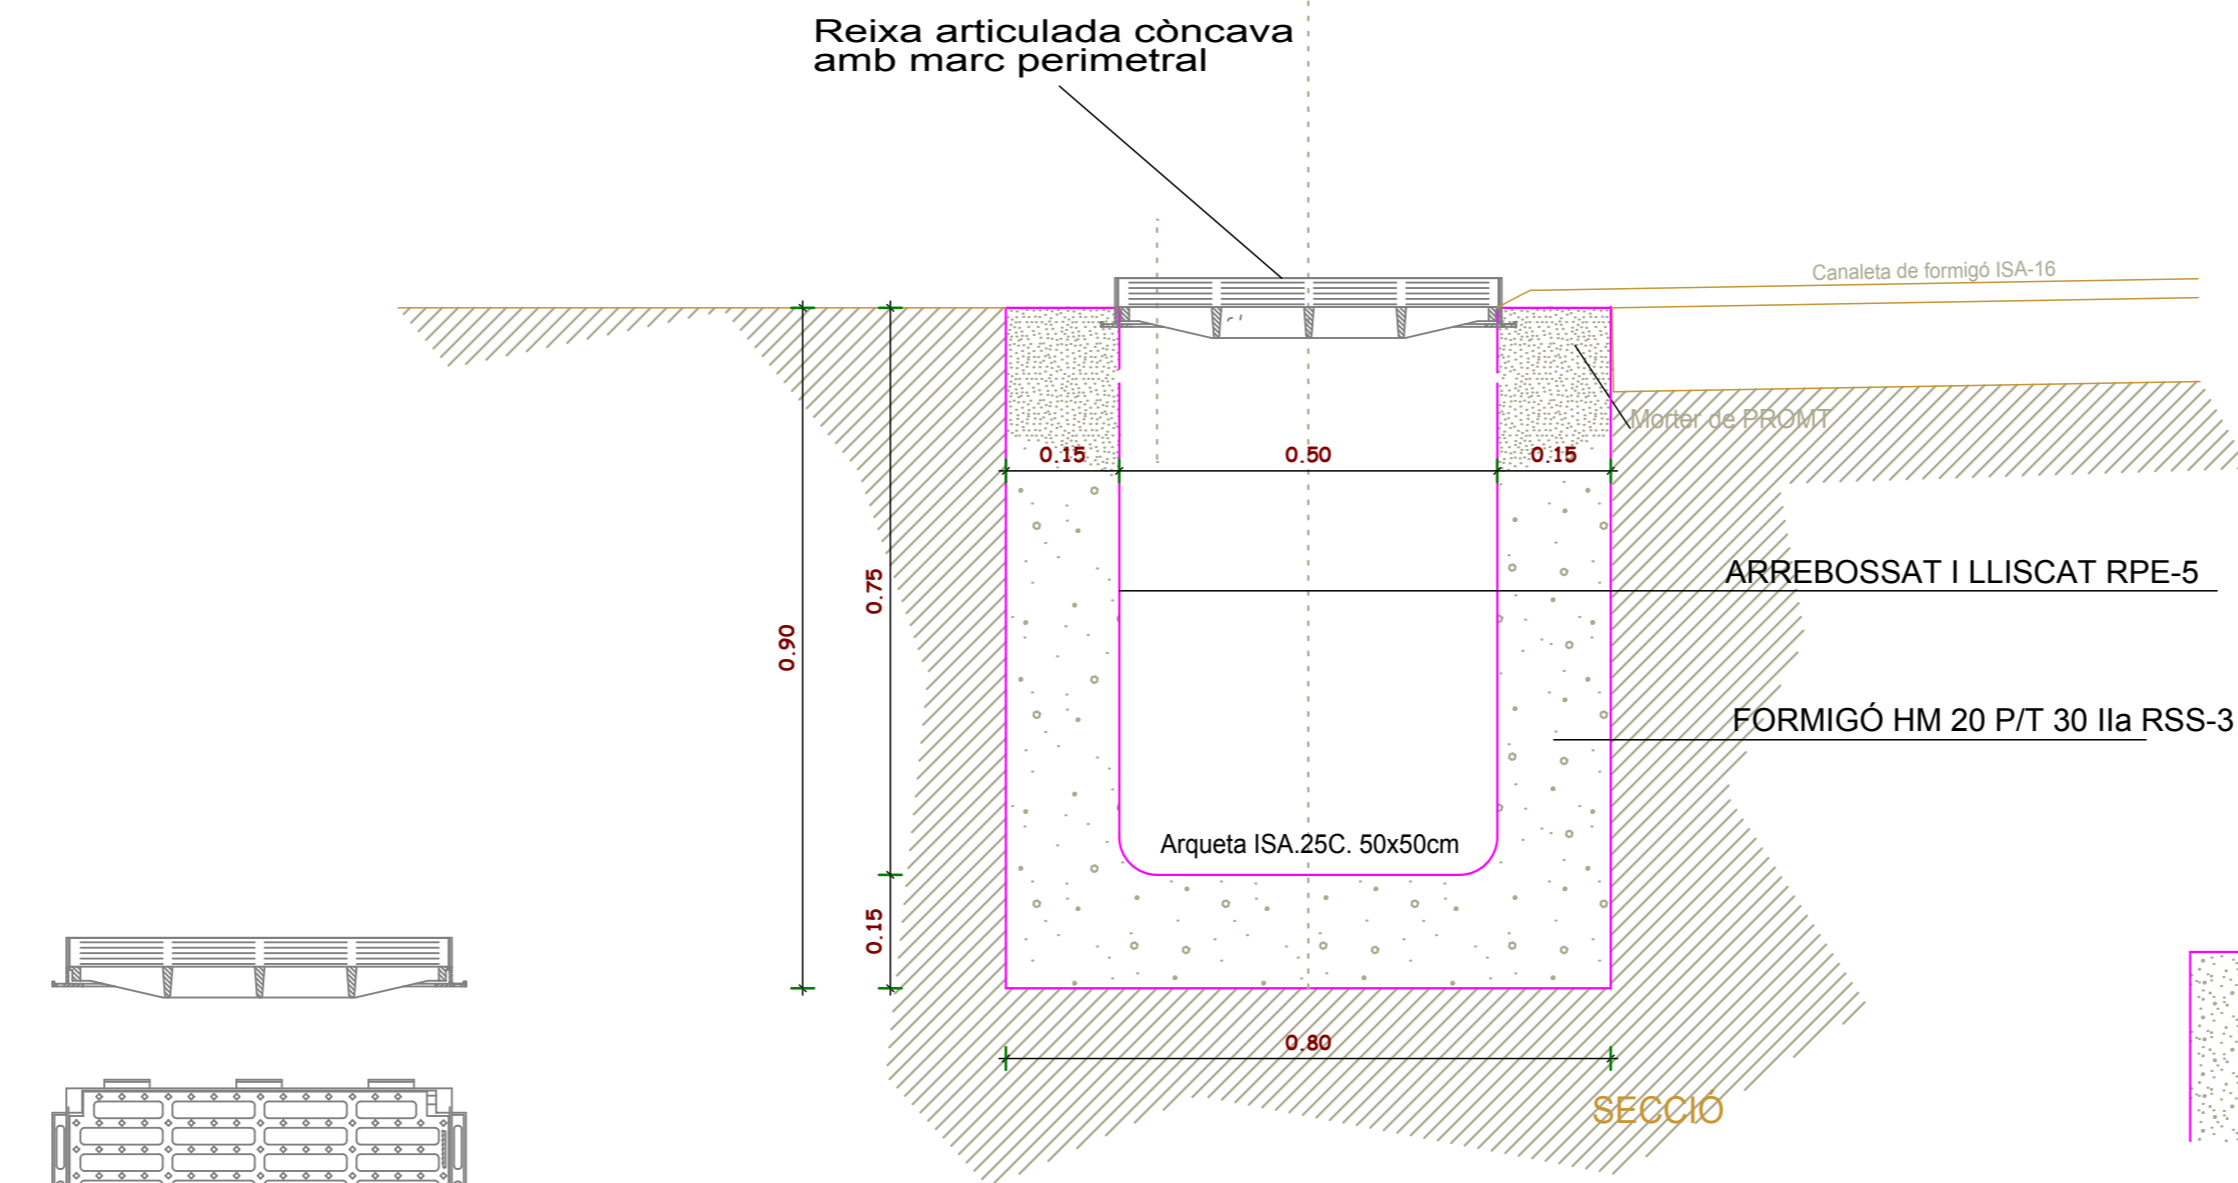 Reixa articulada còncava
amb marc perimetral
Canaleta de formigó ISA-16
Morter de PROMT
0.15
0.50
0.15
0.75
0.90
ARREBOSSAT I LLISCAT RPE-5
FORMIGÓ HM 20 P/T 30 IIa RSS-3
Arqueta ISA.25C. 50x50cm
0.15
0.80
SECCIÓ